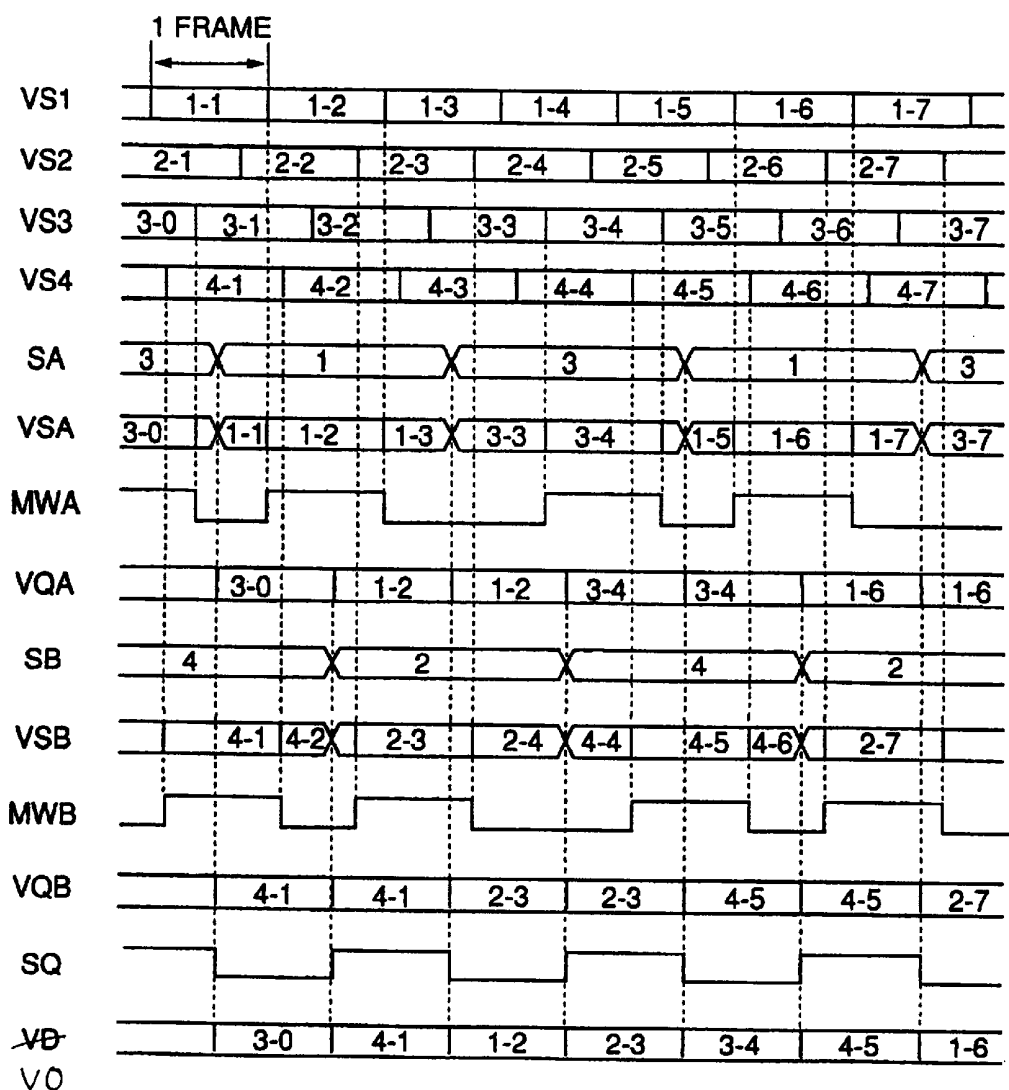 1 FRAME
VS1 1-1 1-2 1-3 1-4 1-5 1-6 1-7
VS2 2-1 2-2 2-3 2-4 2-5 2-6 2-7
VS3 3-0 3-1 3-2 3-3 3-4 3-5 3-6 3-7
VS4 4-1 4-2 4-3 4-4 4-5 4-6 4-7
SA 3 1 3 1 3
VSA 3-0 1-1 1-2 1-3 3-3 3-4 1-5 1-6 1-7 3-7
MWA
VQA 3-0 1-2 1-2 3-4 3-4 1-6 1-6
SB 4 2 4 2
VSB 4-1 4-2 2-3 2-4 4-4 4-5 4-6 2-7
MWB
VQB 4-1 4-1 2-3 2-3 4-5 4-5 2-7
SQ
VD 3-0 4-1 1-2 2-3 3-4 4-5 1-6
VO